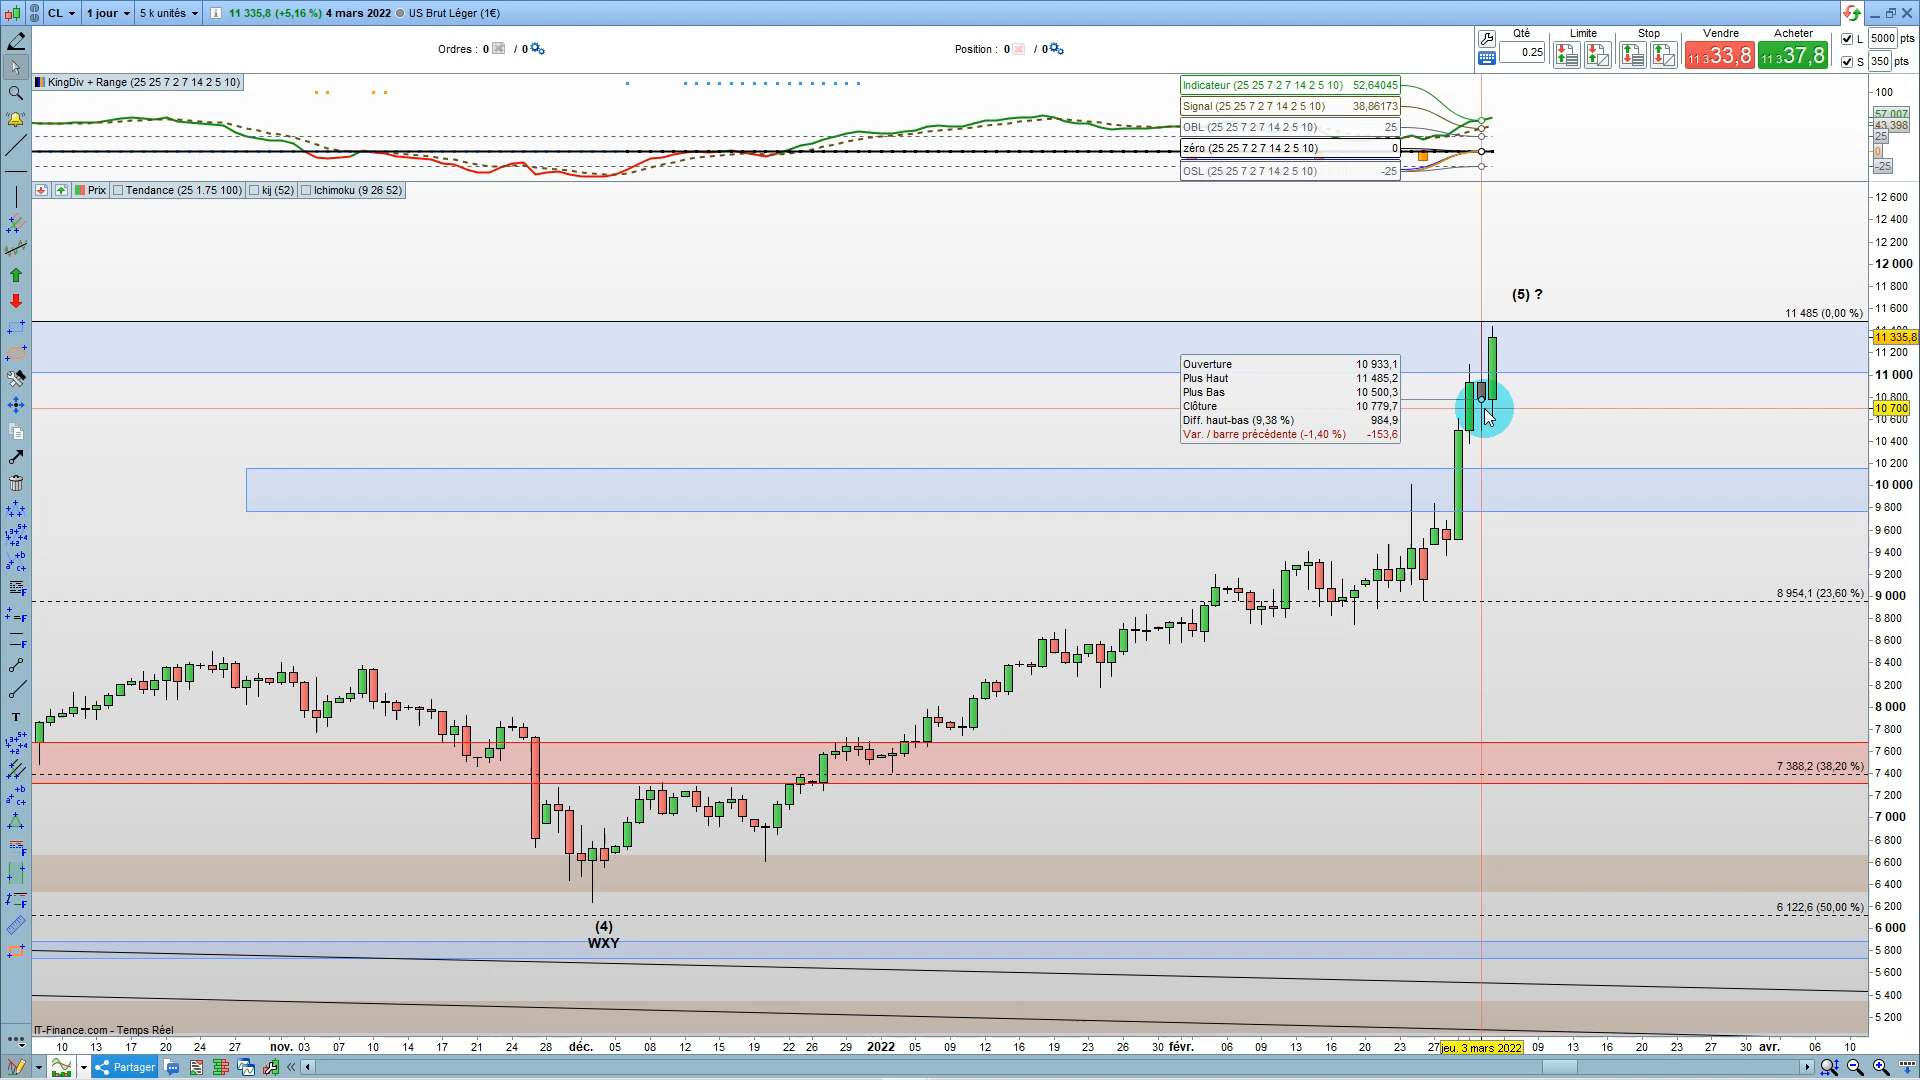 CL 1 jour 5 k unités 11 335,8 (+5,16 %) 4 mars 2022 US Brut Léger (1€)
Ordres : 0 / 0 Position : 0 / 0
Qté Limite Stop Vendre Acheter L 5000 pts
0.25 11 333,8 11 337,8 S 350 pts
KingDiv + Range (25 25 7 2 7 14 2 5 10)
Indicateur (25 25 7 2 7 14 2 5 10) 52,64045
Signal (25 25 7 2 7 14 2 5 10) 38,86173
OBL (25 25 7 2 7 14 2 5 10) 25
zéro (25 25 7 2 7 14 2 5 10) 0
OSL (25 25 7 2 7 14 2 5 10) -25
100
57,007
43,398
25
0
-25
Prix Tendance (25 1.75 100) kij (52) Ichimoku (9 26 52)
12 600
12 400
12 200
12 000
11 800
(5) ?
11 600
11 485 (0,00 %)
11 335,8
11 200
11 000
10 800
10 700
10 600
10 400
10 200
10 000
9 800
9 600
9 400
9 200
9 000
8 800
8 600
8 400
8 200
8 000
7 800
7 600
7 400
7 200
7 000
6 800
6 600
6 400
6 200
6 000
5 800
5 600
5 400
5 200
Ouverture 10 933,1
Plus Haut 11 485,2
Plus Bas 10 500,3
Clôture 10 779,7
Diff. haut-bas (9,38 %) 984,9
Var. / barre précédente (-1,40 %) -153,6
8 954,1 (23,60 %)
7 388,2 (38,20 %)
6 122,6 (50,00 %)
(4)
WXY
IT-Finance.com - Temps Réel
10 13 17 20 24 27 nov. 03 07 10 14 17 21 24 28 déc. 05 08 12 15 19 22 26 29 2022 05 09 12 16 19 23 26 30 févr. 06 09 13 16 20 23 27 jeu. 3 mars 2022 09 13 16 20 23 27 30 avr. 06 10
Partager